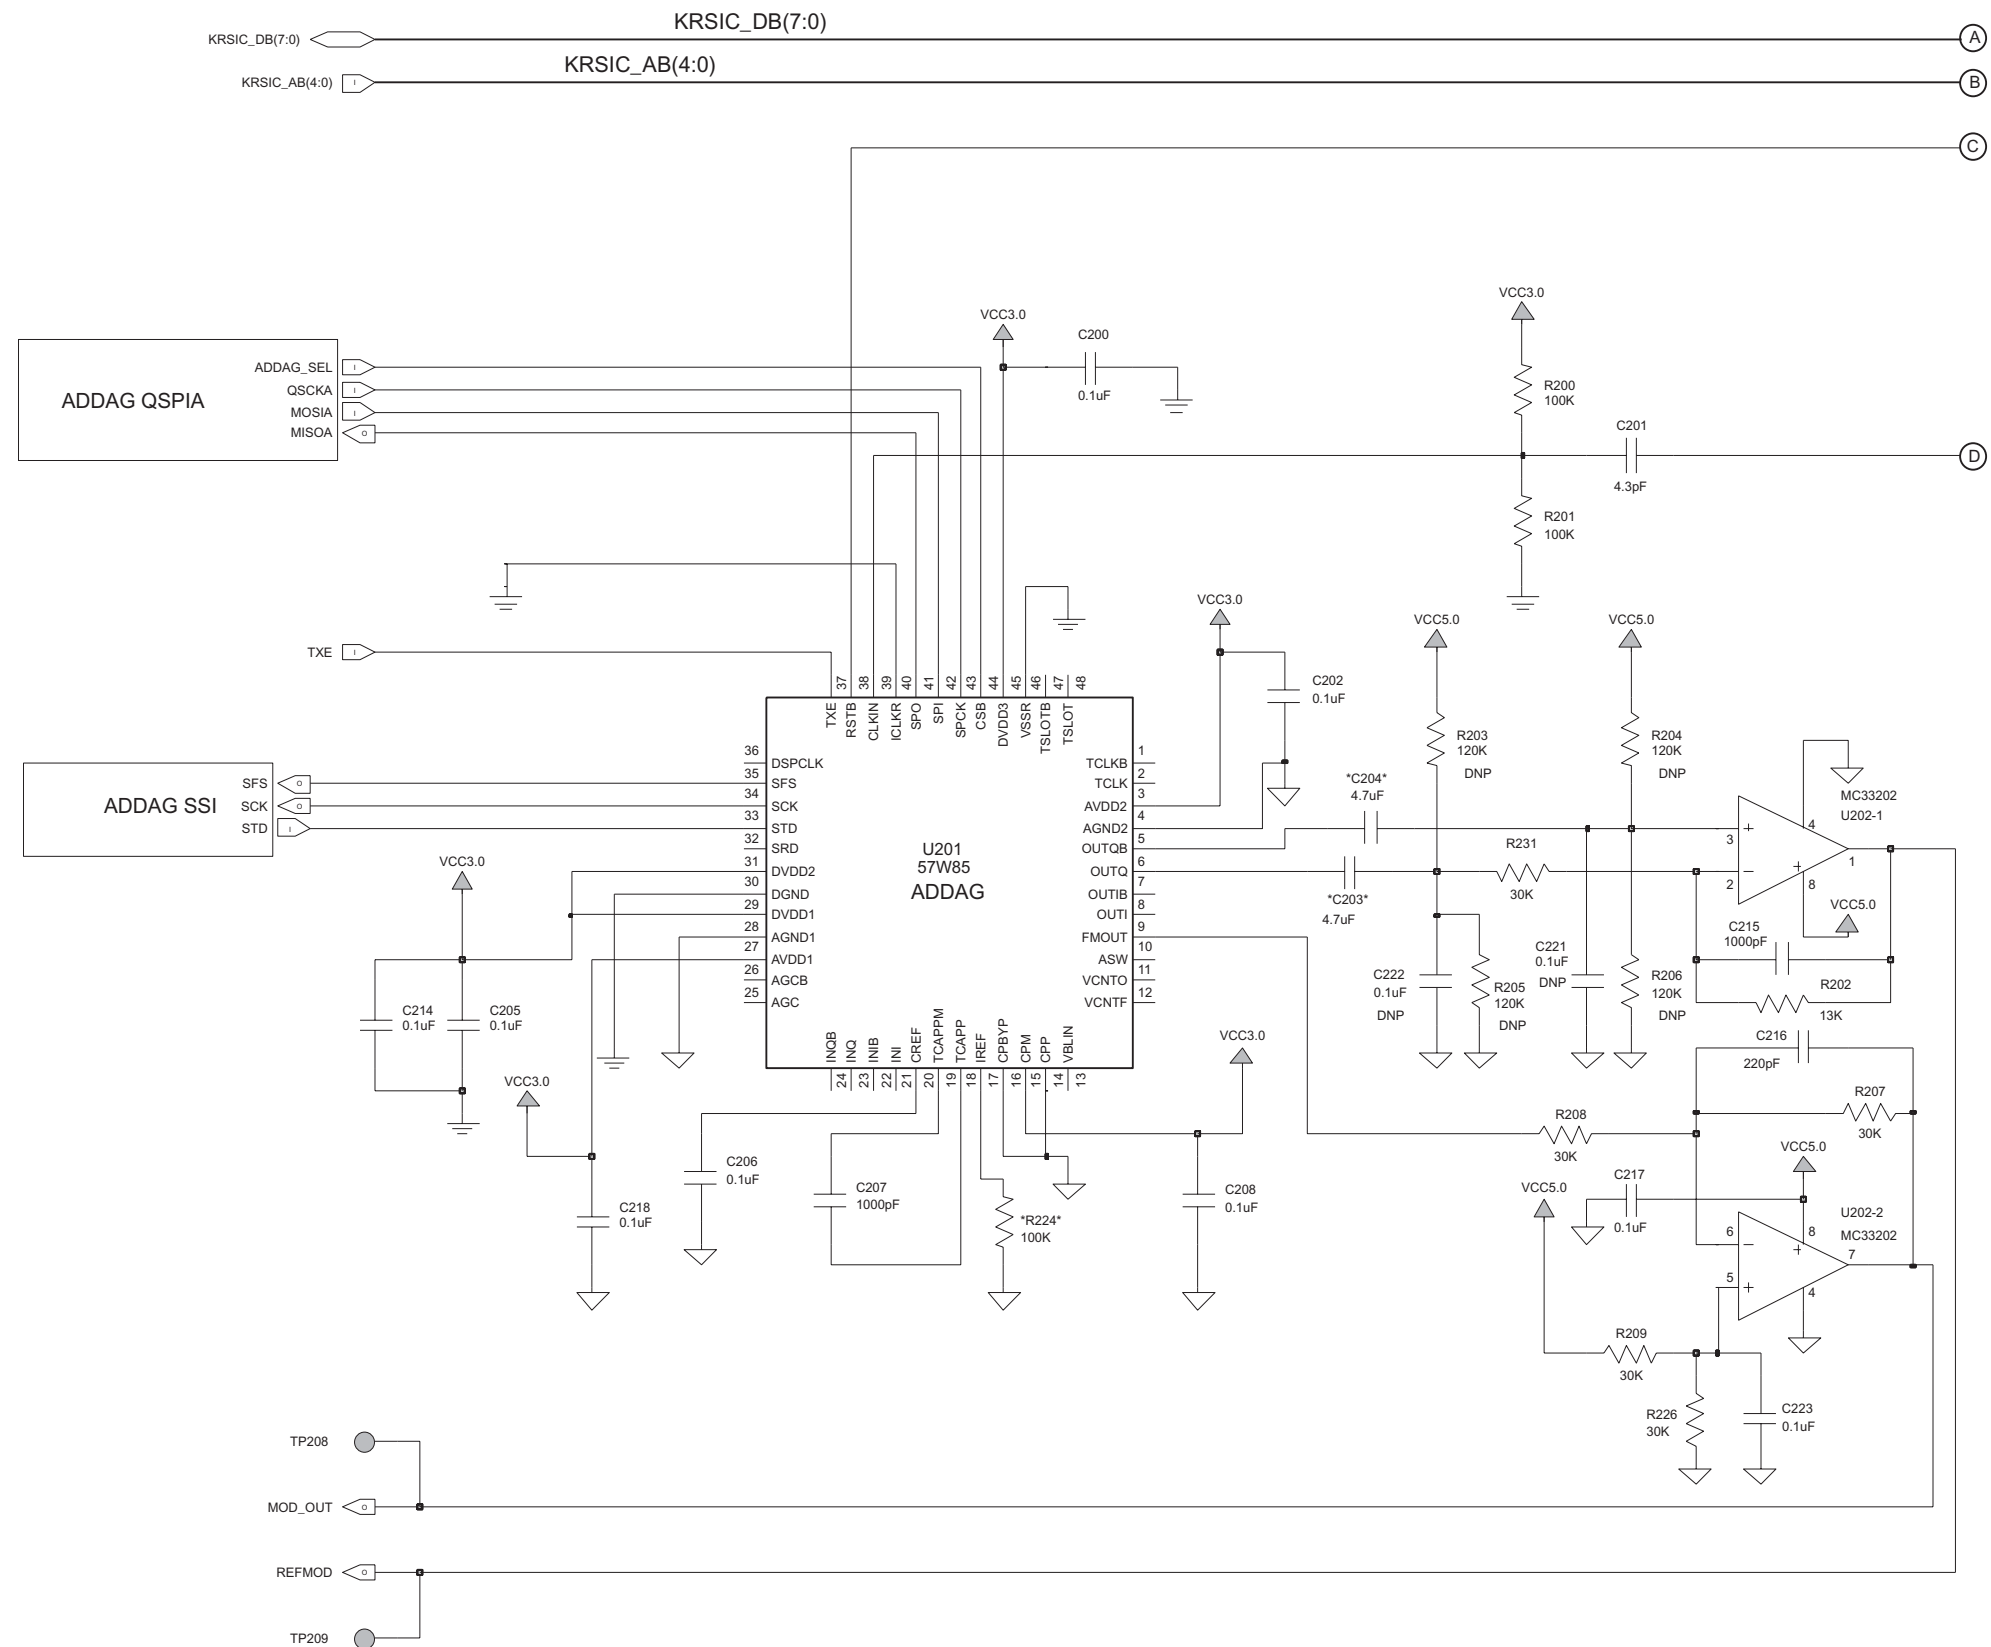 KRSIC_DB(7:0)
KRSIC_DB(7:0)
A
KRSIC_AB(4:0)
KRSIC_AB(4:0)
I
B
C
VCC3.0
VCC3.0
C200
0.1uF
ADDAG QSPIA
ADDAG_SEL
I
QSCKA
I
MOSIA
I
MISOA
O
R200
100K
C201
4.3pF
D
R201
100K
TXE
I
VCC3.0
VCC5.0
VCC5.0
C202
0.1uF
37
38
39
40
41
42
43
44
45
46
47
48
TXE
RSTB
CLKIN
ICLKR
SPO
SPI
SPCK
CSB
DVDD3
VSSR
TSLOTB
TSLOT
R203
120K
DNP
R204
120K
DNP
ADDAG SSI
SFS
O
SCK
O
STD
I
36
DSPCLK
35
SFS
34
SCK
33
STD
32
SRD
31
DVDD2
30
DGND
29
DVDD1
28
AGND1
27
AVDD1
26
AGCB
25
AGC
U201
57W85
ADDAG
1
TCLKB
2
TCLK
3
AVDD2
4
AGND2
5
OUTQB
6
OUTQ
7
OUTIB
8
OUTI
9
FMOUT
10
ASW
11
VCNTO
12
VCNTF
*C204*
4.7uF
*C203*
4.7uF
R231
30K
MC33202
U202-1
3
+
4
2
−
+
8
1
VCC5.0
C215
1000pF
R202
13K
C222
0.1uF
DNP
R205
120K
DNP
C221
0.1uF
DNP
R206
120K
DNP
VCC3.0
C214
0.1uF
C205
0.1uF
VCC3.0
C218
0.1uF
INQB
INQ
INIB
INI
CREF
TCAPPM
TCAPP
IREF
CPBYP
CPM
CPP
VBLIN
24
23
22
21
20
19
18
17
16
15
14
13
VCC3.0
C206
0.1uF
C207
1000pF
*R224*
100K
C208
0.1uF
C216
220pF
R207
30K
R208
30K
VCC5.0
C217
0.1uF
VCC5.0
U202-2
MC33202
6
−
8
+
7
5
+
4
R209
30K
R226
30K
C223
0.1uF
TP208
MOD_OUT
O
REFMOD
O
TP209